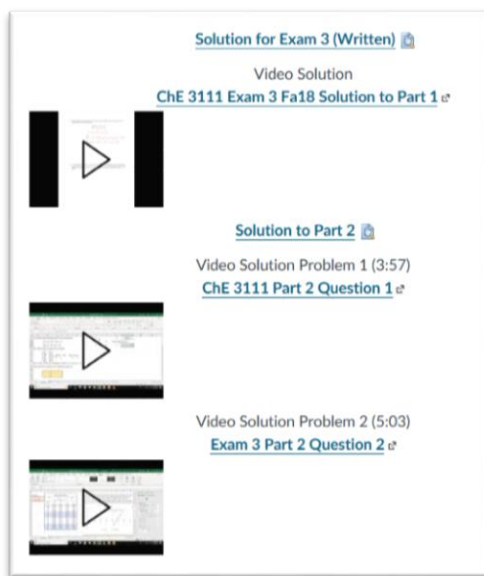 Solution for Exam 3 (Written)
Video Solution
ChE 3111 Exam 3 Fa18 Solution to Part 1
Solution to Part 2
Video Solution Problem 1 (3:57)
ChE 3111 Part 2 Question 1
Video Solution Problem 2 (5:03)
Exam 3 Part 2 Question 2